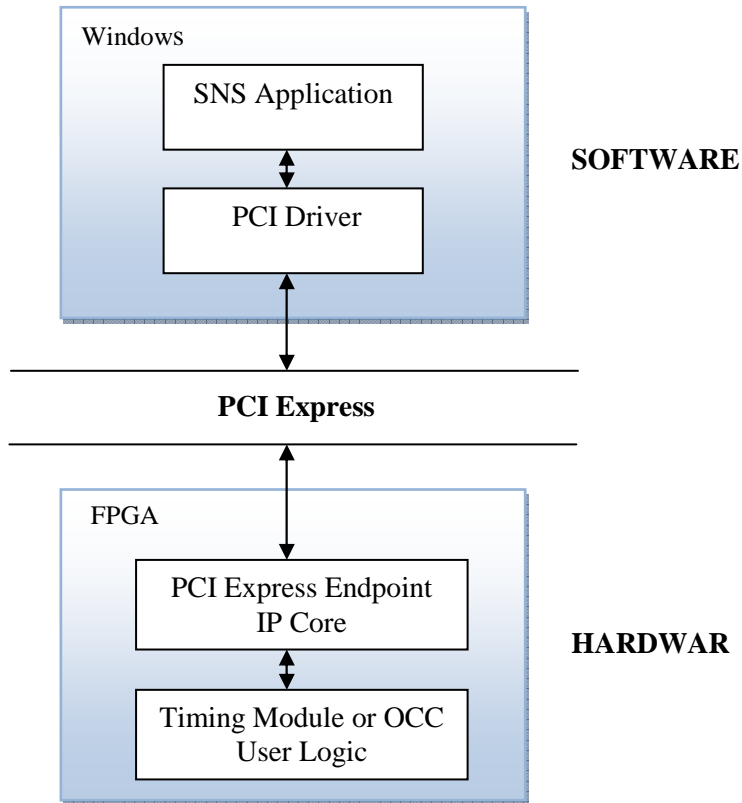 Windows
SNS Application
SOFTWARE
PCI Driver
PCI Express
FPGA
PCI Express Endpoint
IP Core
HARDWAR
Timing Module or OCC
User Logic